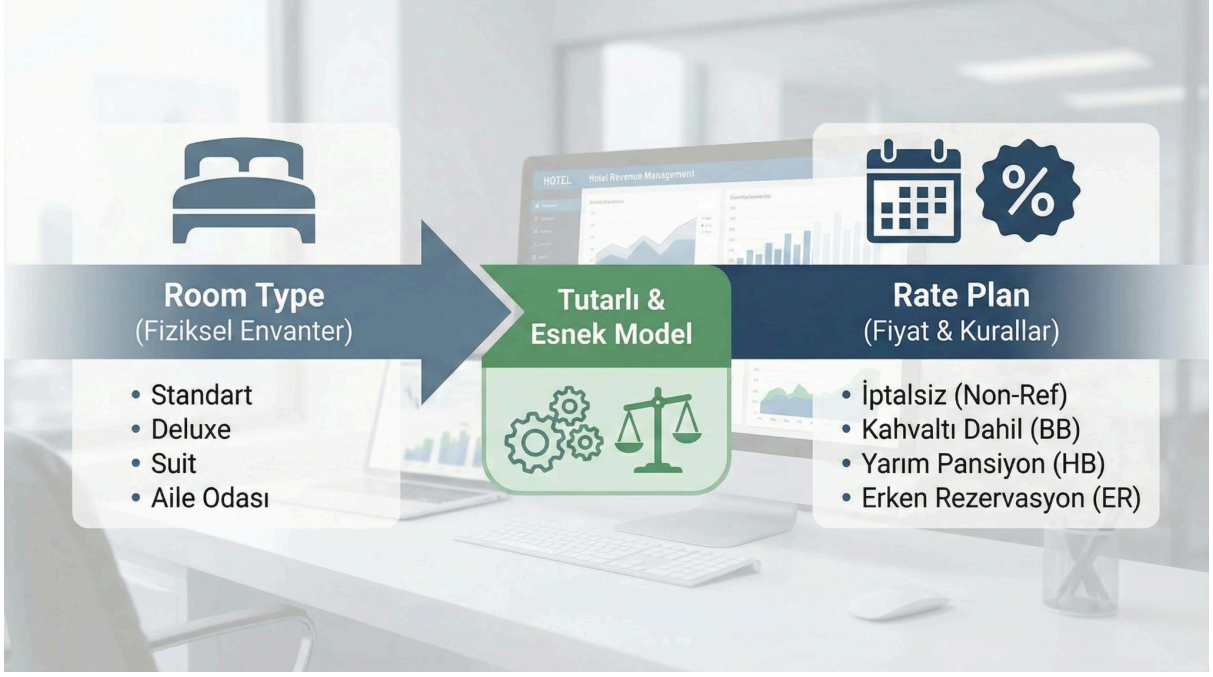 HOTEL
Hotel Revenue Management
Room Type
(Fiziksel Envanter)
• Standart
• Deluxe
• Suit
• Aile Odası
Tutarlı &
Esnek Model
%
Rate Plan
(Fiyat & Kurallar)
• İptalsiz (Non-Ref)
• Kahvaltı Dahil (BB)
• Yarım Pansiyon (HB)
• Erken Rezervasyon (ER)